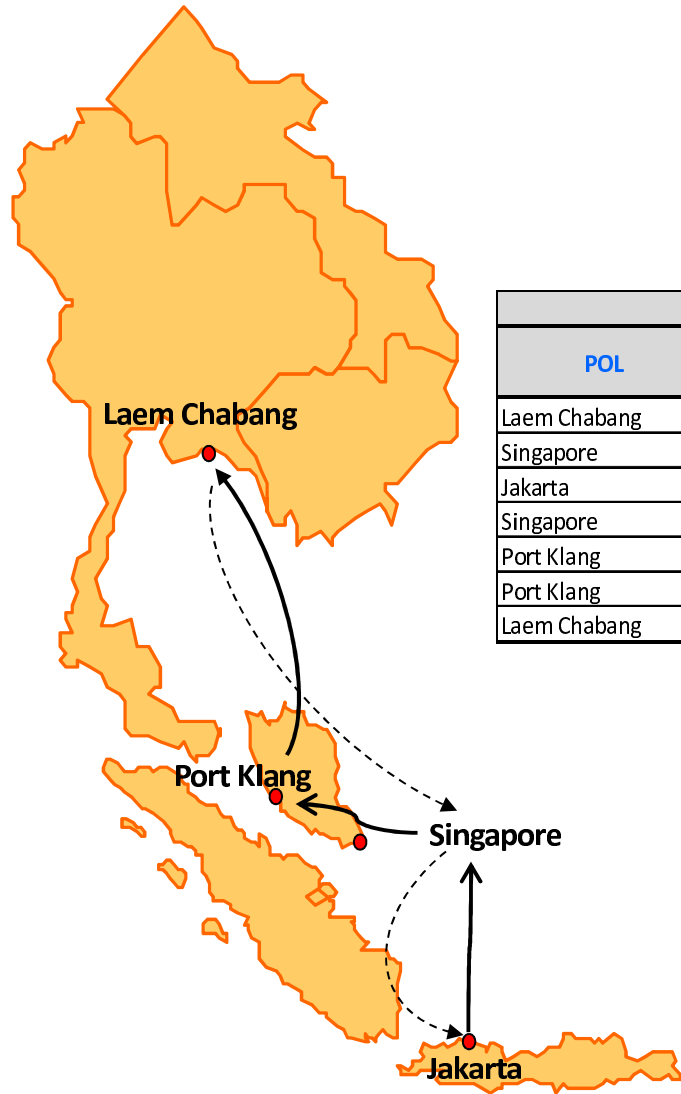 Laem Chabang
Port Klang
Singapore
Jakarta
POL
Laem Chabang
Singapore
Jakarta
Singapore
Port Klang
Port Klang
Laem Chabang